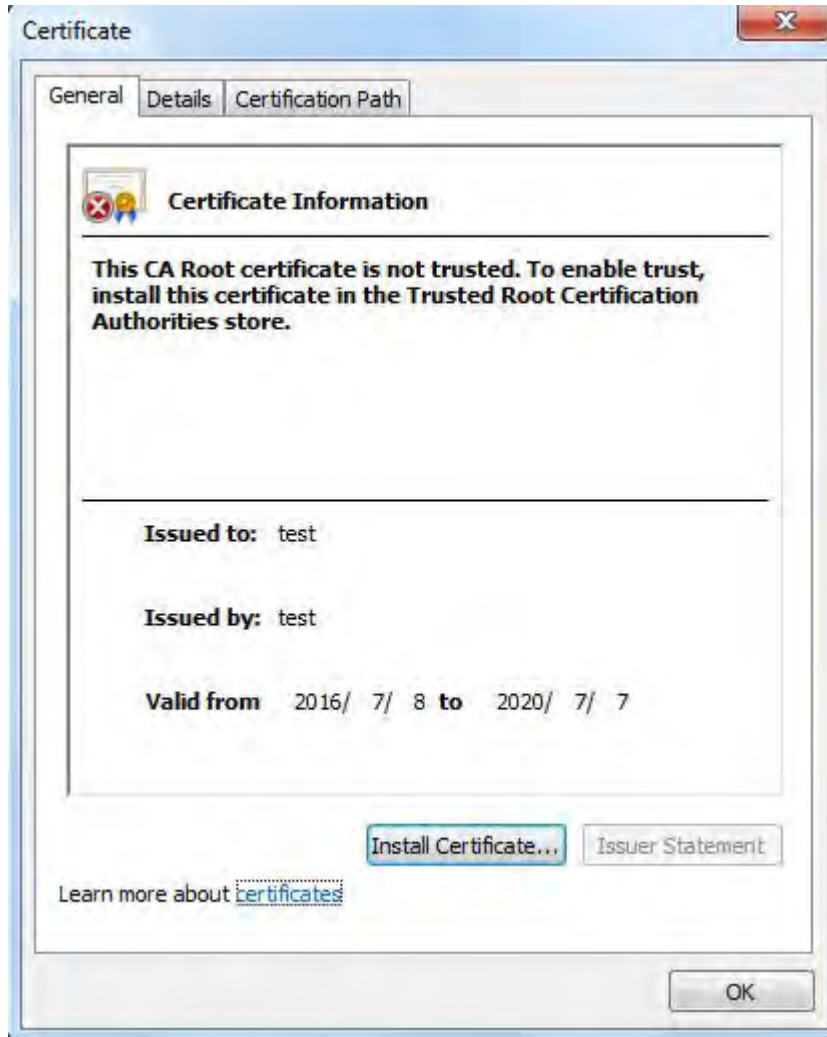 Certificate
General Details Certification Path
Certificate Information
This CA Root certificate is not trusted. To enable trust,
install this certificate in the Trusted Root Certification
Authorities store.
Issued to: test
Issued by: test
Valid from 2016/ 7/ 8 to 2020/ 7/ 7
Install Certificate... Issuer Statement
Learn more about certificates
OK